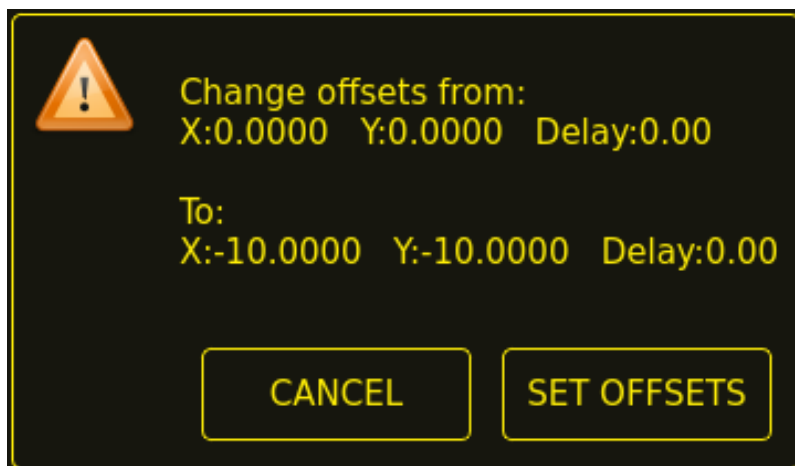 Change offsets from:
X:0.0000 Y:0.0000 Delay:0.00
To:
X:-10.0000 Y:-10.0000 Delay:0.00
CANCEL SET OFFSETS